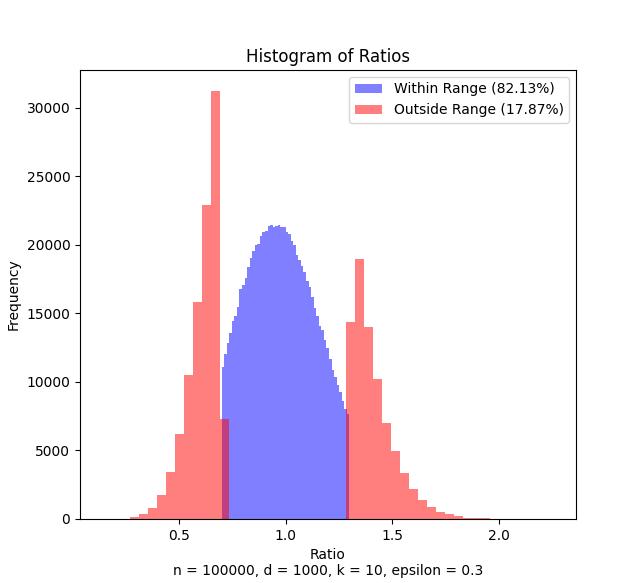 Histogram of Ratios
Within Range (82.13%)
Outside Range (17.87%)
30000
25000
20000
15000
10000
5000
0
Frequency
0.5 1.0 1.5 2.0
Ratio
n = 100000, d = 1000, k = 10, epsilon = 0.3